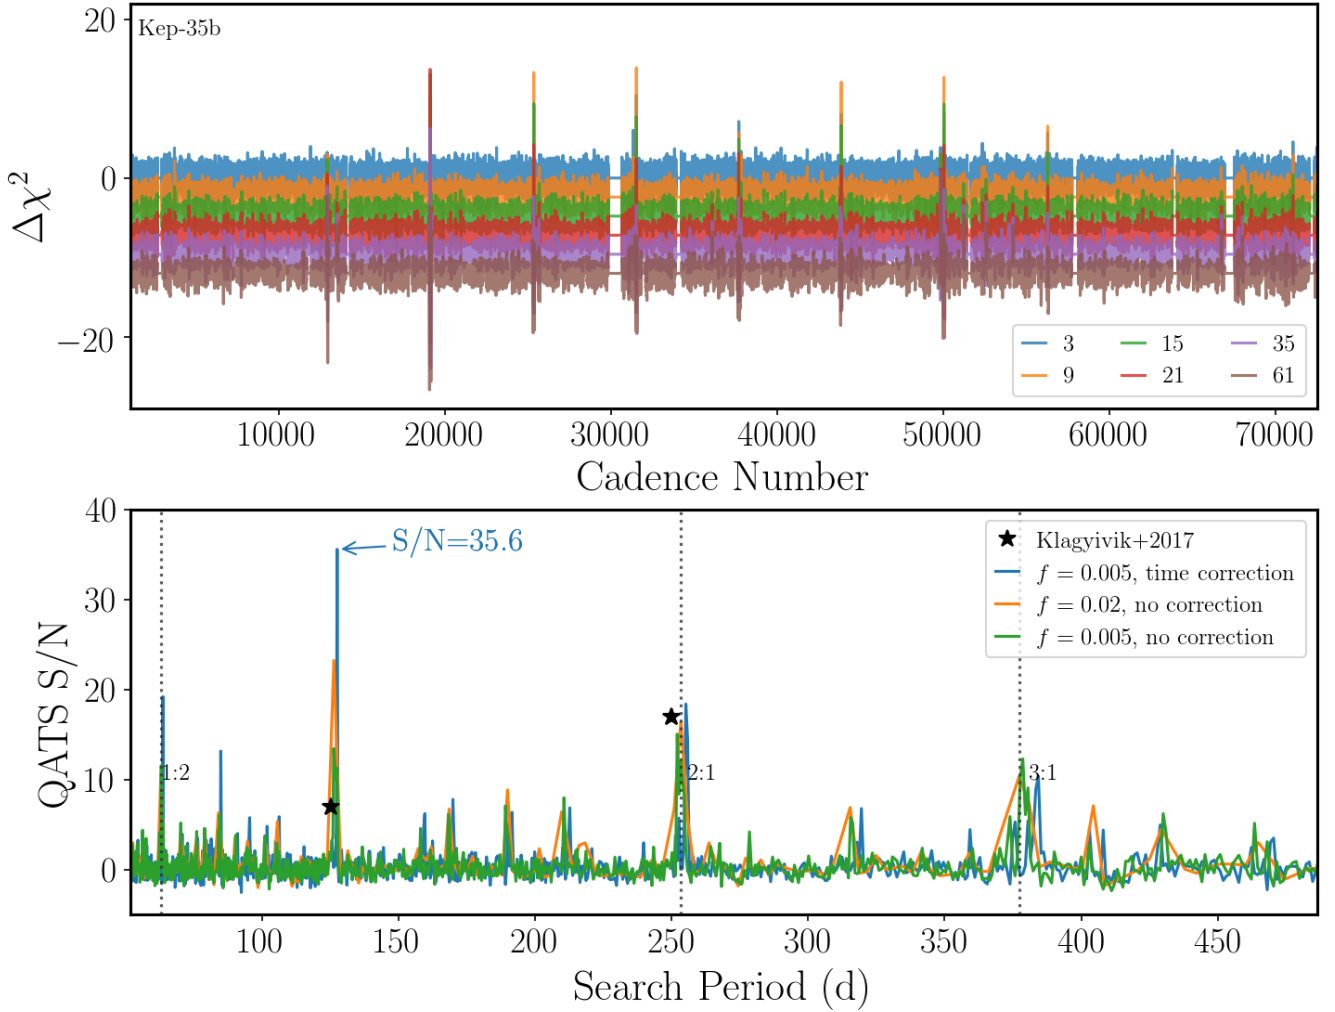 Kep-35b
20
0
−20
Δχ²
3 15 35
9 21 61
10000 20000 30000 40000 50000 60000 70000
Cadence Number
40
30
20
10
0
QATS S/N
S/N=35.6
Klagyivik+2017
f = 0.005, time correction
f = 0.02, no correction
f = 0.005, no correction
1:2 2:1 3:1
100 150 200 250 300 350 400 450
Search Period (d)